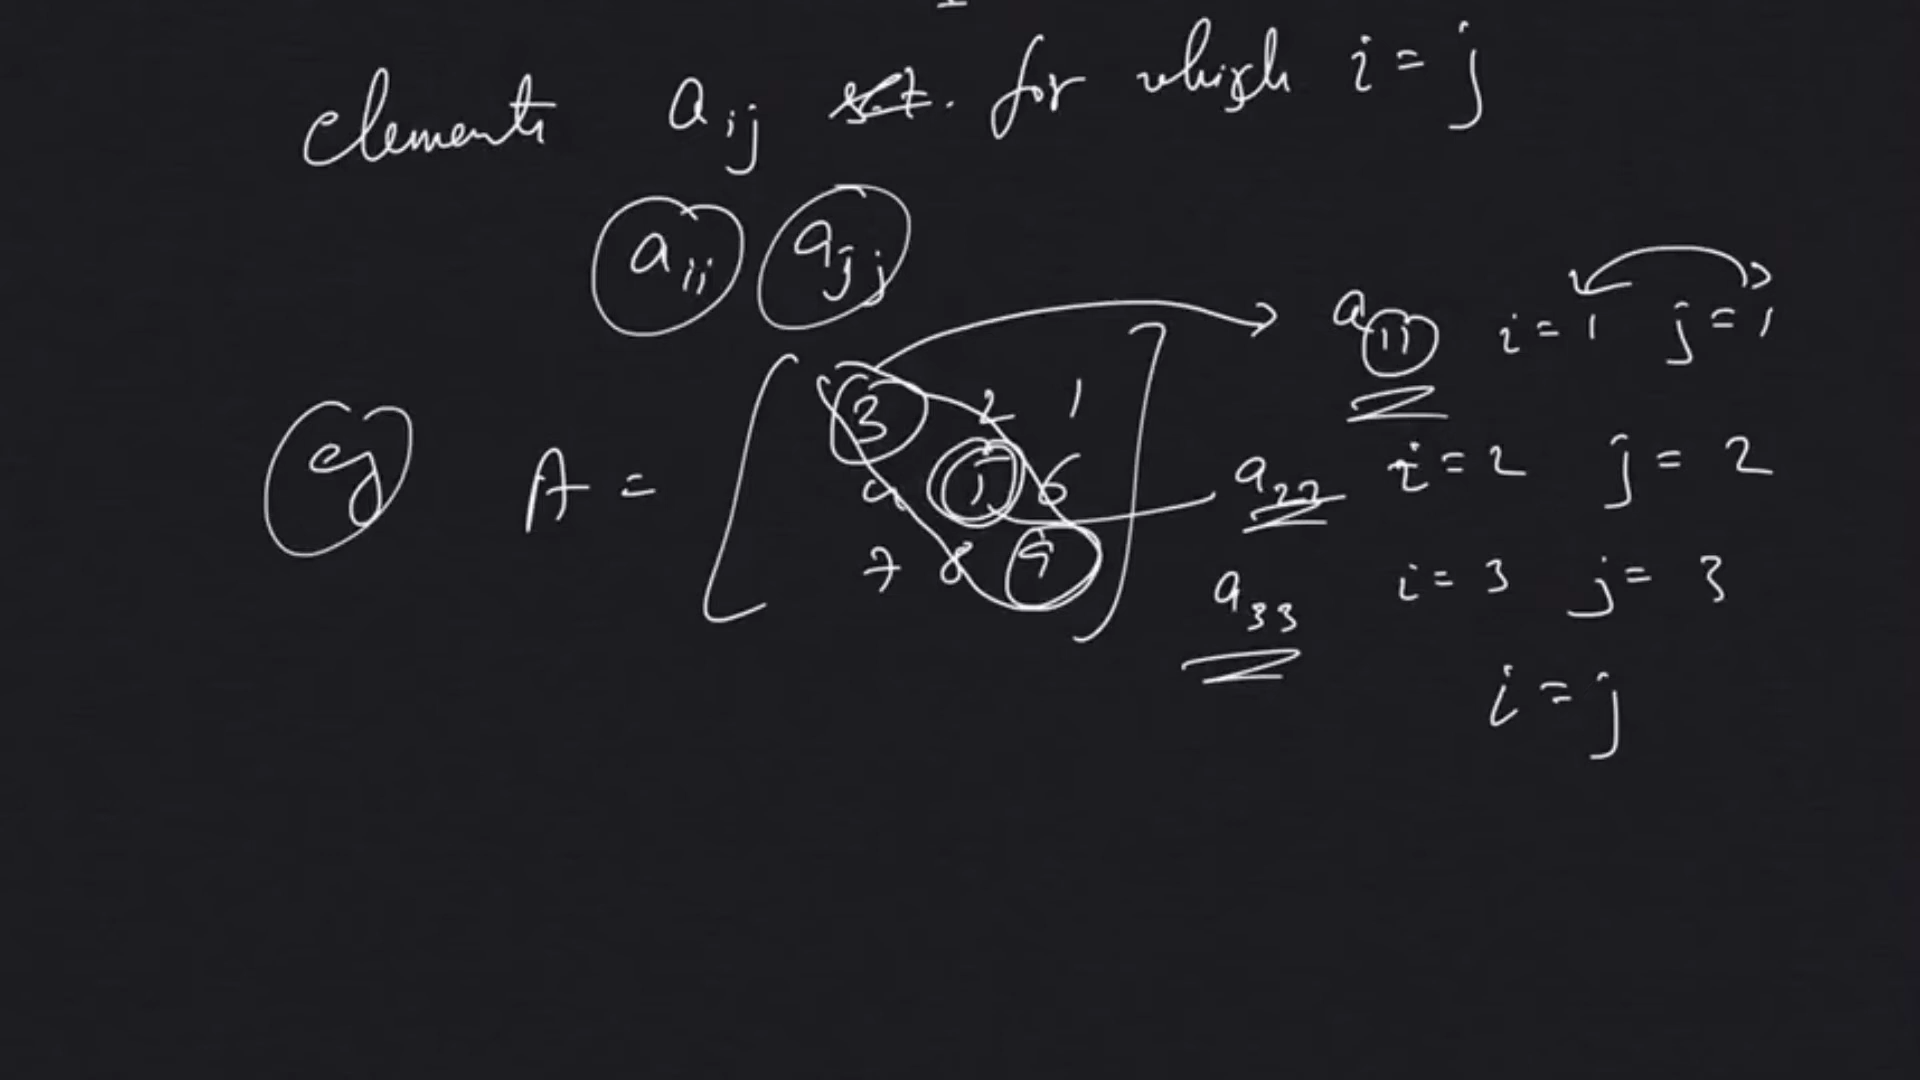 elements aij s.t. for which i = j
aii ajj
a11 i = 1 j = 1
eg A = [ 3 2 1
a22 i = 2 j = 2
6
7 8 9 ]
a33 i = 3 j = 3
i = j